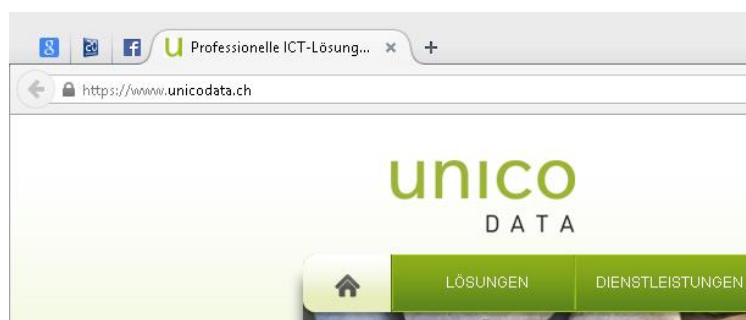 Professionelle ICT-Lösung...
https://www.unicodata.ch
unico
DATA
LÖSUNGEN
DIENSTLEISTUNGEN